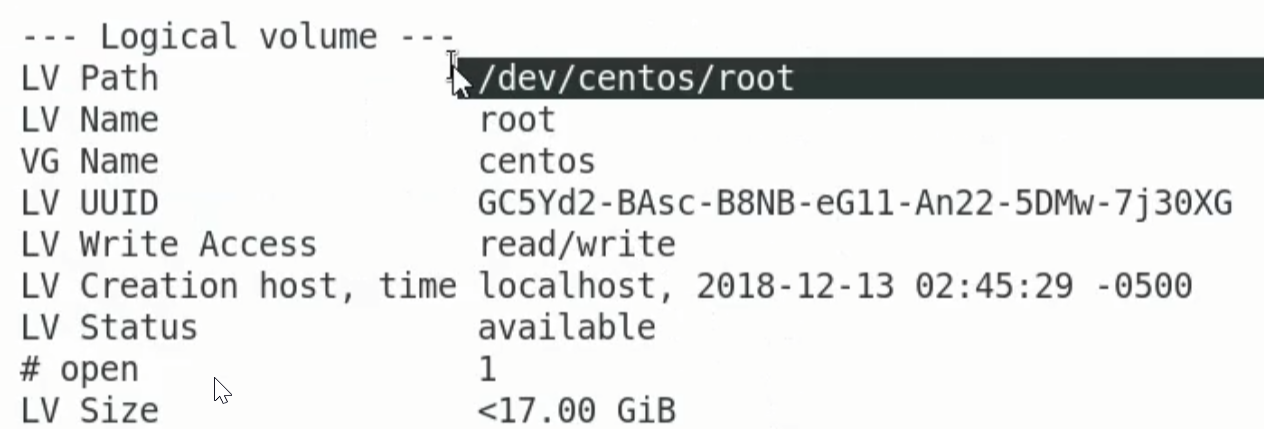 --- Logical volume ---
LV Path /dev/centos/root
LV Name root
VG Name centos
LV UUID GC5Yd2-BAsc-B8NB-eG11-An22-5DMw-7j30XG
LV Write Access read/write
LV Creation host, time localhost, 2018-12-13 02:45:29 -0500
LV Status available
# open 1
LV Size <17.00 GiB